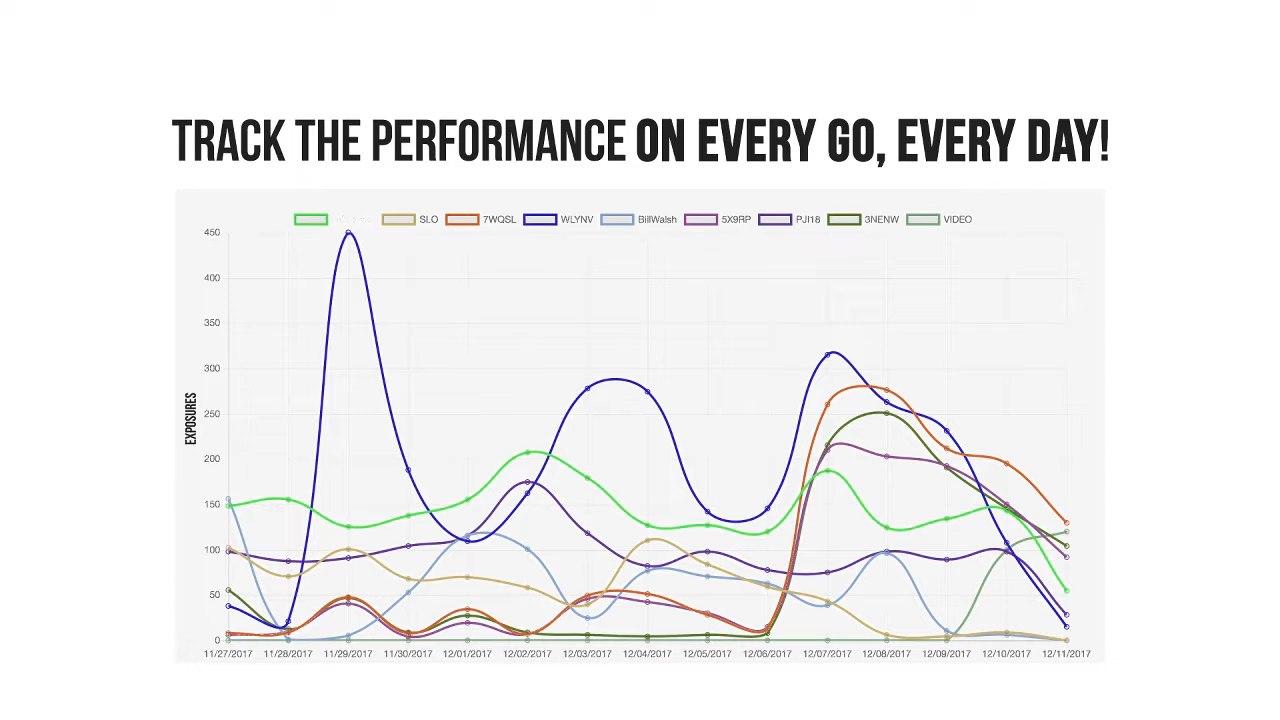 TRACK THE PERFORMANCE ON EVERY GO, EVERY DAY!
SLO 7WQSL WLYNV BillWalsh 5X9RP PJI18 3NENW VIDEO
450
400
350
300
250
200
150
100
50
0
EXPOSURES
11/27/2017 11/28/2017 11/29/2017 11/30/2017 12/01/2017 12/02/2017 12/03/2017 12/04/2017 12/05/2017 12/06/2017 12/07/2017 12/08/2017 12/09/2017 12/10/2017 12/11/2017